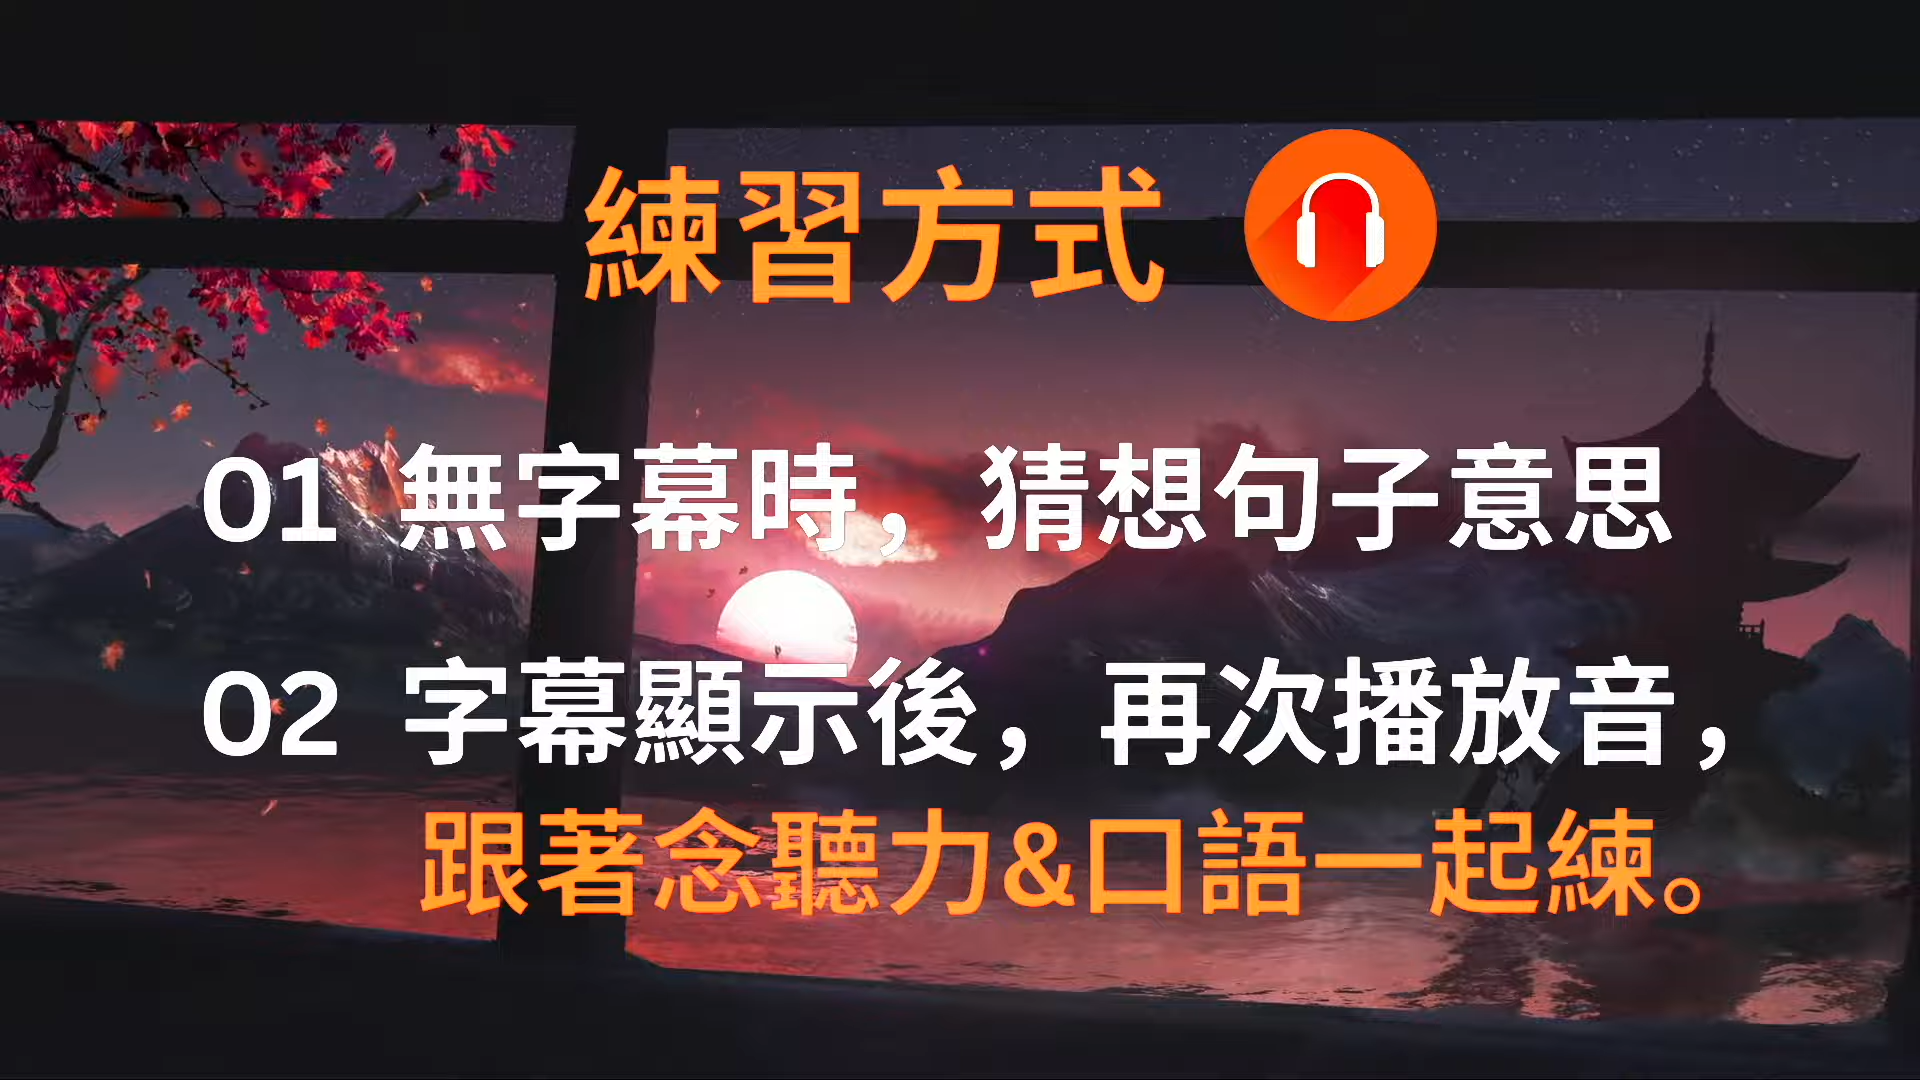 練習方式
01 無字幕時，猜想句子意思
02 字幕顯示後，再次播放音，
跟著念聽力&口語一起練。